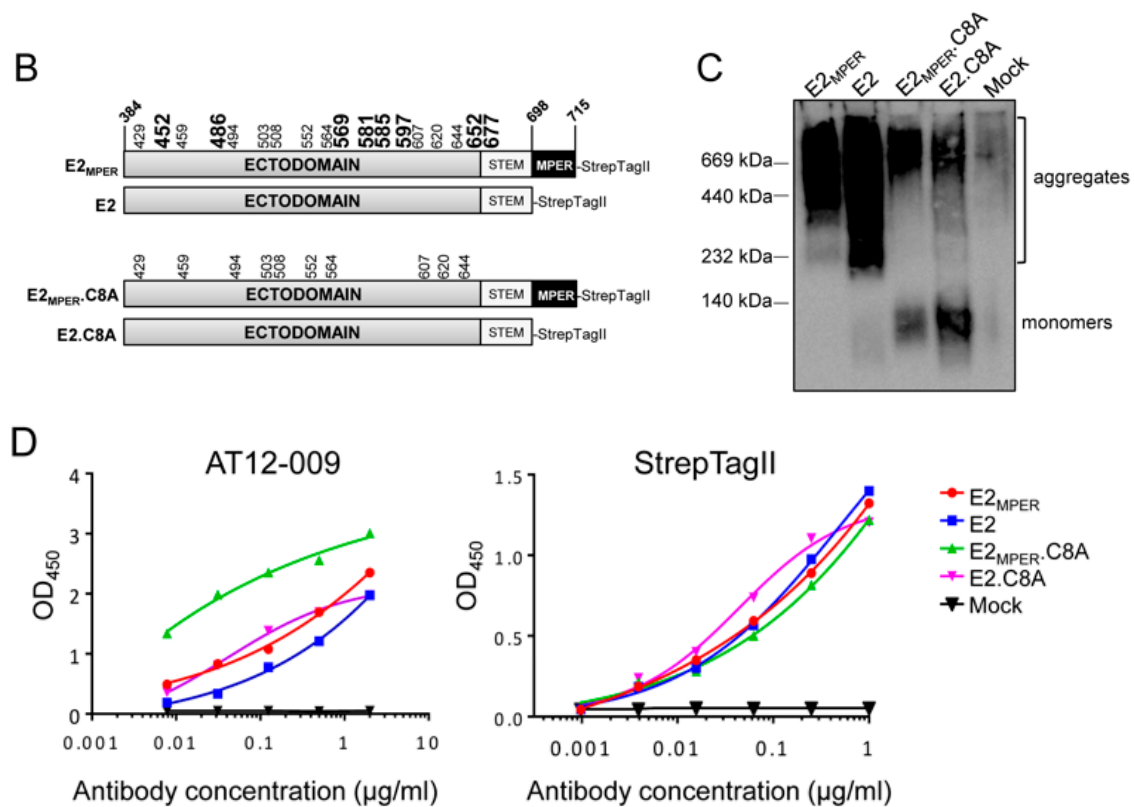 B
384
429
452
459
486
494
503
508
552
564
569
581
585
597
607
620
644
652
677
698
715
E2MPER
ECTODOMAIN
STEM
MPER
-StrepTagII
E2
ECTODOMAIN
STEM
-StrepTagII
429
459
494
503
508
552
564
607
620
644
E2MPER.C8A
ECTODOMAIN
STEM
MPER
-StrepTagII
E2.C8A
ECTODOMAIN
STEM
-StrepTagII
C
E2MPER
E2
E2MPER.C8A
E2.C8A
Mock
669 kDa
440 kDa
232 kDa
140 kDa
aggregates
monomers
D
AT12-009
OD450
4
3
2
1
0
0.001
0.01
0.1
1
10
Antibody concentration (µg/ml)
StrepTagII
OD450
1.5
1.0
0.5
0.0
0.001
0.01
0.1
1
Antibody concentration (µg/ml)
E2MPER
E2
E2MPER.C8A
E2.C8A
Mock